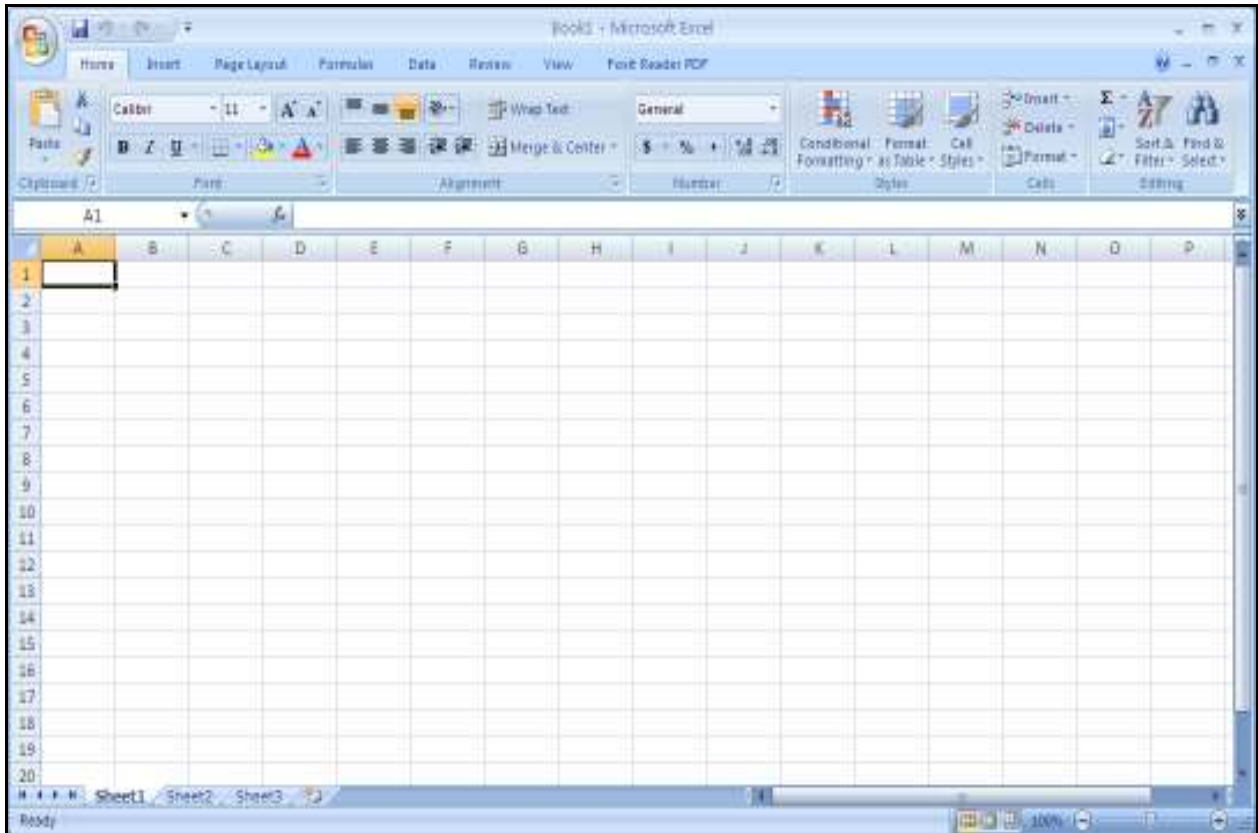 Book1 - Microsoft Excel
Home Insert Page Layout Formulas Data Review View Foxit Reader PDF
Calibri 11 A A Wrap Text General Insert Σ
Paste B I U Merge & Center $ % , Conditional Formatting Format as Table Cell Styles Delete Format Sort & Filter Find & Select
Clipboard Font Alignment Number Styles Cells Editing
A1 fx
A B C D E F G H I J K L M N O P
1
2
3
4
5
6
7
8
9
10
11
12
13
14
15
16
17
18
19
20
Sheet1 Sheet2 Sheet3
Ready 100%